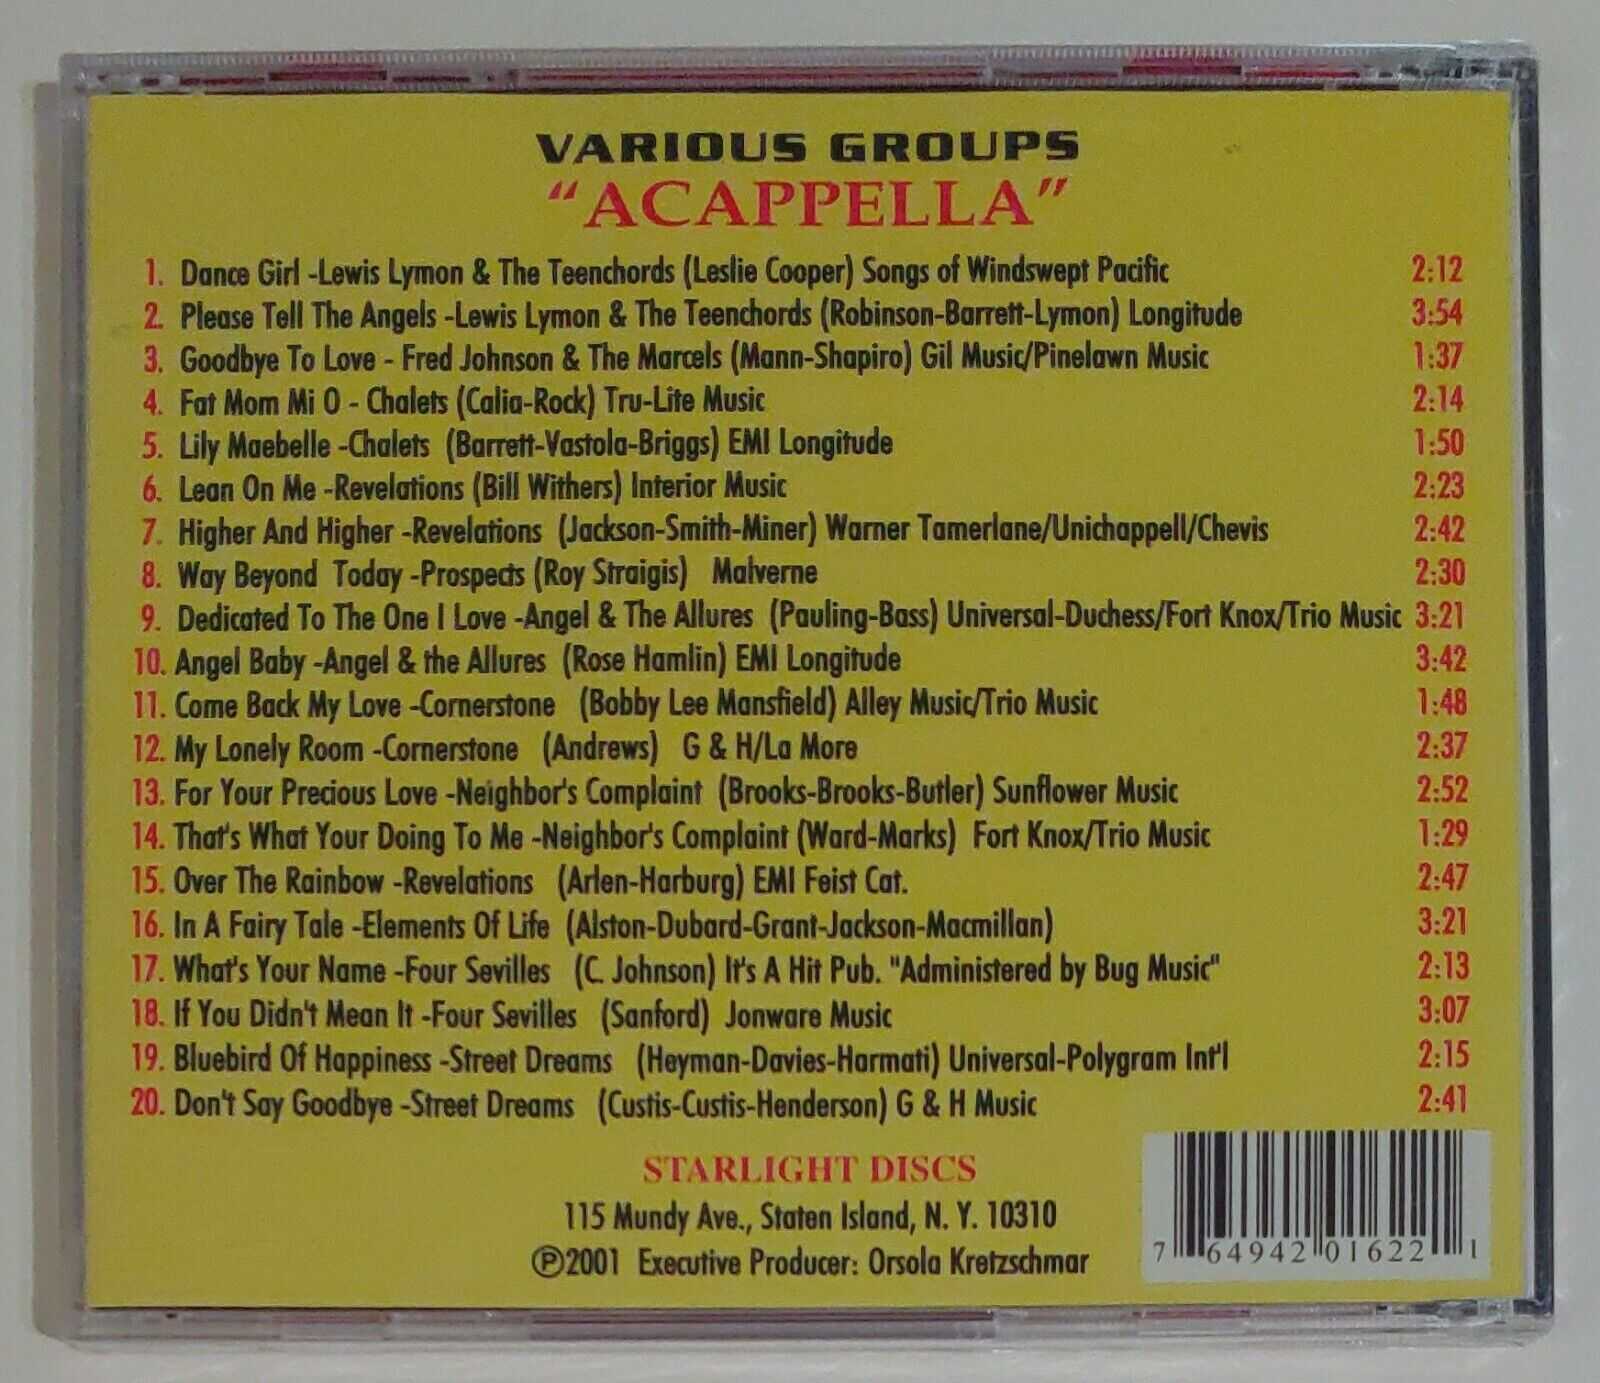 VARIOUS GROUPS
"ACAPPELLA"
1. Dance Girl -Lewis Lymon & The Teenchords (Leslie Cooper) Songs of Windswept Pacific 2:12
2. Please Tell The Angels -Lewis Lymon & The Teenchords (Robinson-Barrett-Lymon) Longitude 3:54
3. Goodbye To Love - Fred Johnson & The Marcels (Mann-Shapiro) Gil Music/Pinelawn Music 1:37
4. Fat Mom Mi O - Chalets (Calia-Rock) Tru-Lite Music 2:14
5. Lily Maebelle -Chalets (Barrett-Vastola-Briggs) EMI Longitude 1:50
6. Lean On Me -Revelations (Bill Withers) Interior Music 2:23
7. Higher And Higher -Revelations (Jackson-Smith-Miner) Warner Tamerlane/Unichappell/Chevis 2:42
8. Way Beyond Today -Prospects (Roy Straigis) Malverne 2:30
9. Dedicated To The One I Love -Angel & The Allures (Pauling-Bass) Universal-Duchess/Fort Knox/Trio Music 3:21
10. Angel Baby -Angel & the Allures (Rose Hamlin) EMI Longitude 3:42
11. Come Back My Love -Cornerstone (Bobby Lee Mansfield) Alley Music/Trio Music 1:48
12. My Lonely Room -Cornerstone (Andrews) G & H/La More 2:37
13. For Your Precious Love -Neighbor's Complaint (Brooks-Brooks-Butler) Sunflower Music 2:52
14. That's What Your Doing To Me -Neighbor's Complaint (Ward-Marks) Fort Knox/Trio Music 1:29
15. Over The Rainbow -Revelations (Arlen-Harburg) EMI Feist Cat. 2:47
16. In A Fairy Tale -Elements Of Life (Alston-Dubard-Grant-Jackson-Macmillan) 3:21
17. What's Your Name -Four Sevilles (C. Johnson) It's A Hit Pub. "Administered by Bug Music" 2:13
18. If You Didn't Mean It -Four Sevilles (Sanford) Jonware Music 3:07
19. Bluebird Of Happiness -Street Dreams (Heyman-Davies-Harmati) Universal-Polygram Int'l 2:15
20. Don't Say Goodbye -Street Dreams (Custis-Custis-Henderson) G & H Music 2:41
STARLIGHT DISCS
115 Mundy Ave., Staten Island, N. Y. 10310
℗2001 Executive Producer: Orsola Kretzschmar
7 64942 01622 1